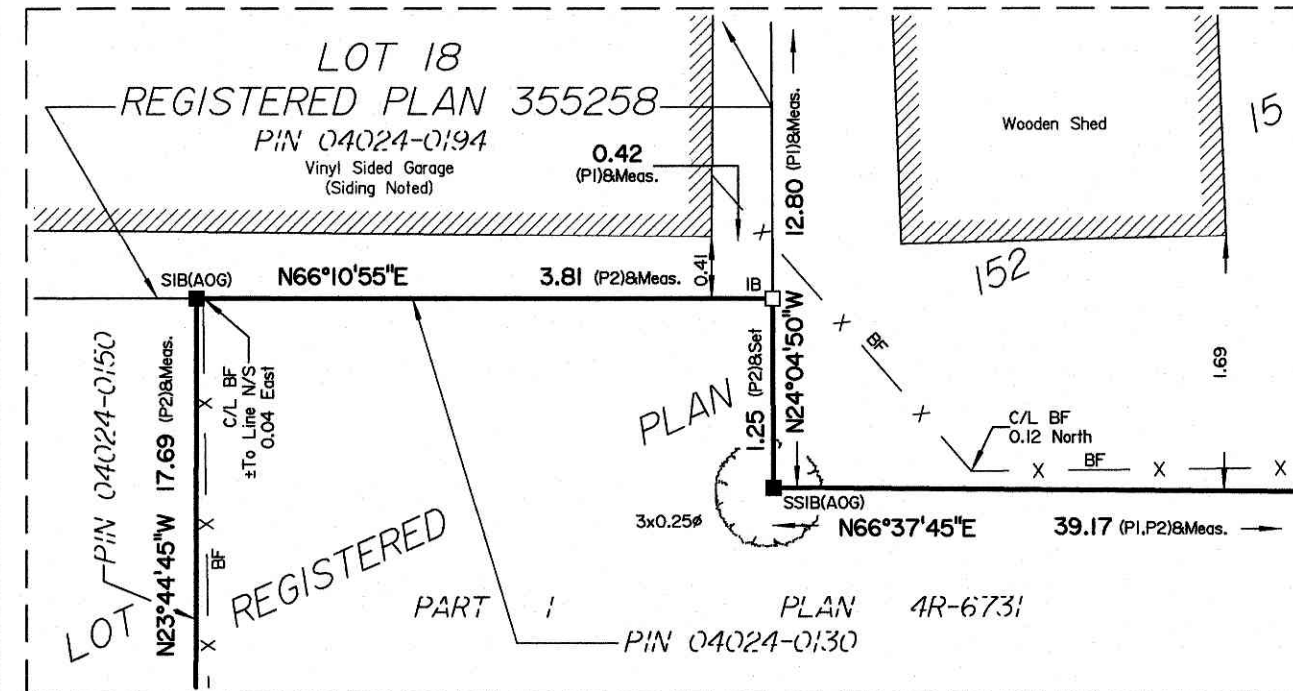 LOT 18
REGISTERED PLAN 355258
PIN 04024-0194
Vinyl Sided Garage
(Siding Noted)
0.42
(P1)&Meas.
12.80 (P1)&Meas.
Wooden Shed
15
152
SIB(AOG)
N66°10'55"E
3.81 (P2)&Meas.
0.41
IB
PIN 04024-0150
N23°44'45"W 17.69 (P2)&Meas.
C/L BF
±To Line N/S
0.04 East
BF
1.25 (P2)&Set
N24°04'50"W
BF
1.69
C/L BF
0.12 North
BF
PLAN
SSIB(AOG)
3x0.25ø
N66°37'45"E
39.17 (P1,P2)&Meas.
LOT
REGISTERED
PART 1 PLAN 4R-6731
PIN 04024-0130